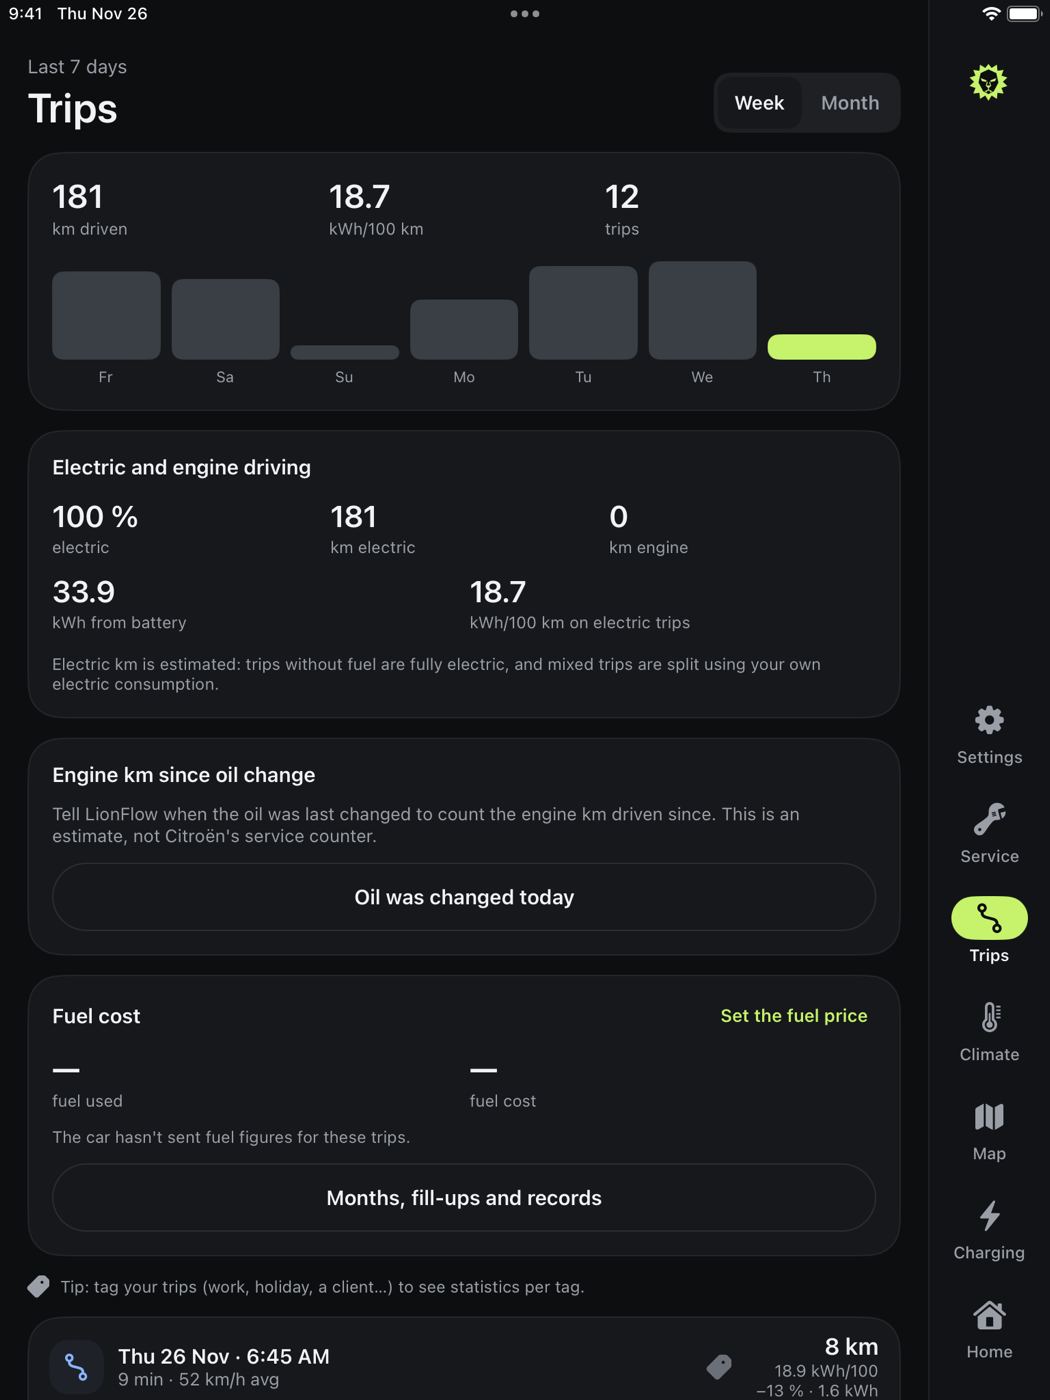 9:41 Thu Nov 26
Last 7 days
Trips
Week Month
181 18.7 12
km driven kWh/100 km trips
Fr Sa Su Mo Tu We Th
Electric and engine driving
100 % 181 0
electric km electric km engine
33.9 18.7
kWh from battery kWh/100 km on electric trips
Electric km is estimated: trips without fuel are fully electric, and mixed trips are split using your own
electric consumption.
Engine km since oil change
Tell LionFlow when the oil was last changed to count the engine km driven since. This is an
estimate, not Citroën's service counter.
Oil was changed today
Fuel cost Set the fuel price
— —
fuel used fuel cost
The car hasn't sent fuel figures for these trips.
Months, fill-ups and records
Tip: tag your trips (work, holiday, a client...) to see statistics per tag.
Thu 26 Nov · 6:45 AM 8 km
9 min · 52 km/h avg 18.9 kWh/100
−13 % · 1.6 kWh
Settings
Service
Trips
Climate
Map
Charging
Home